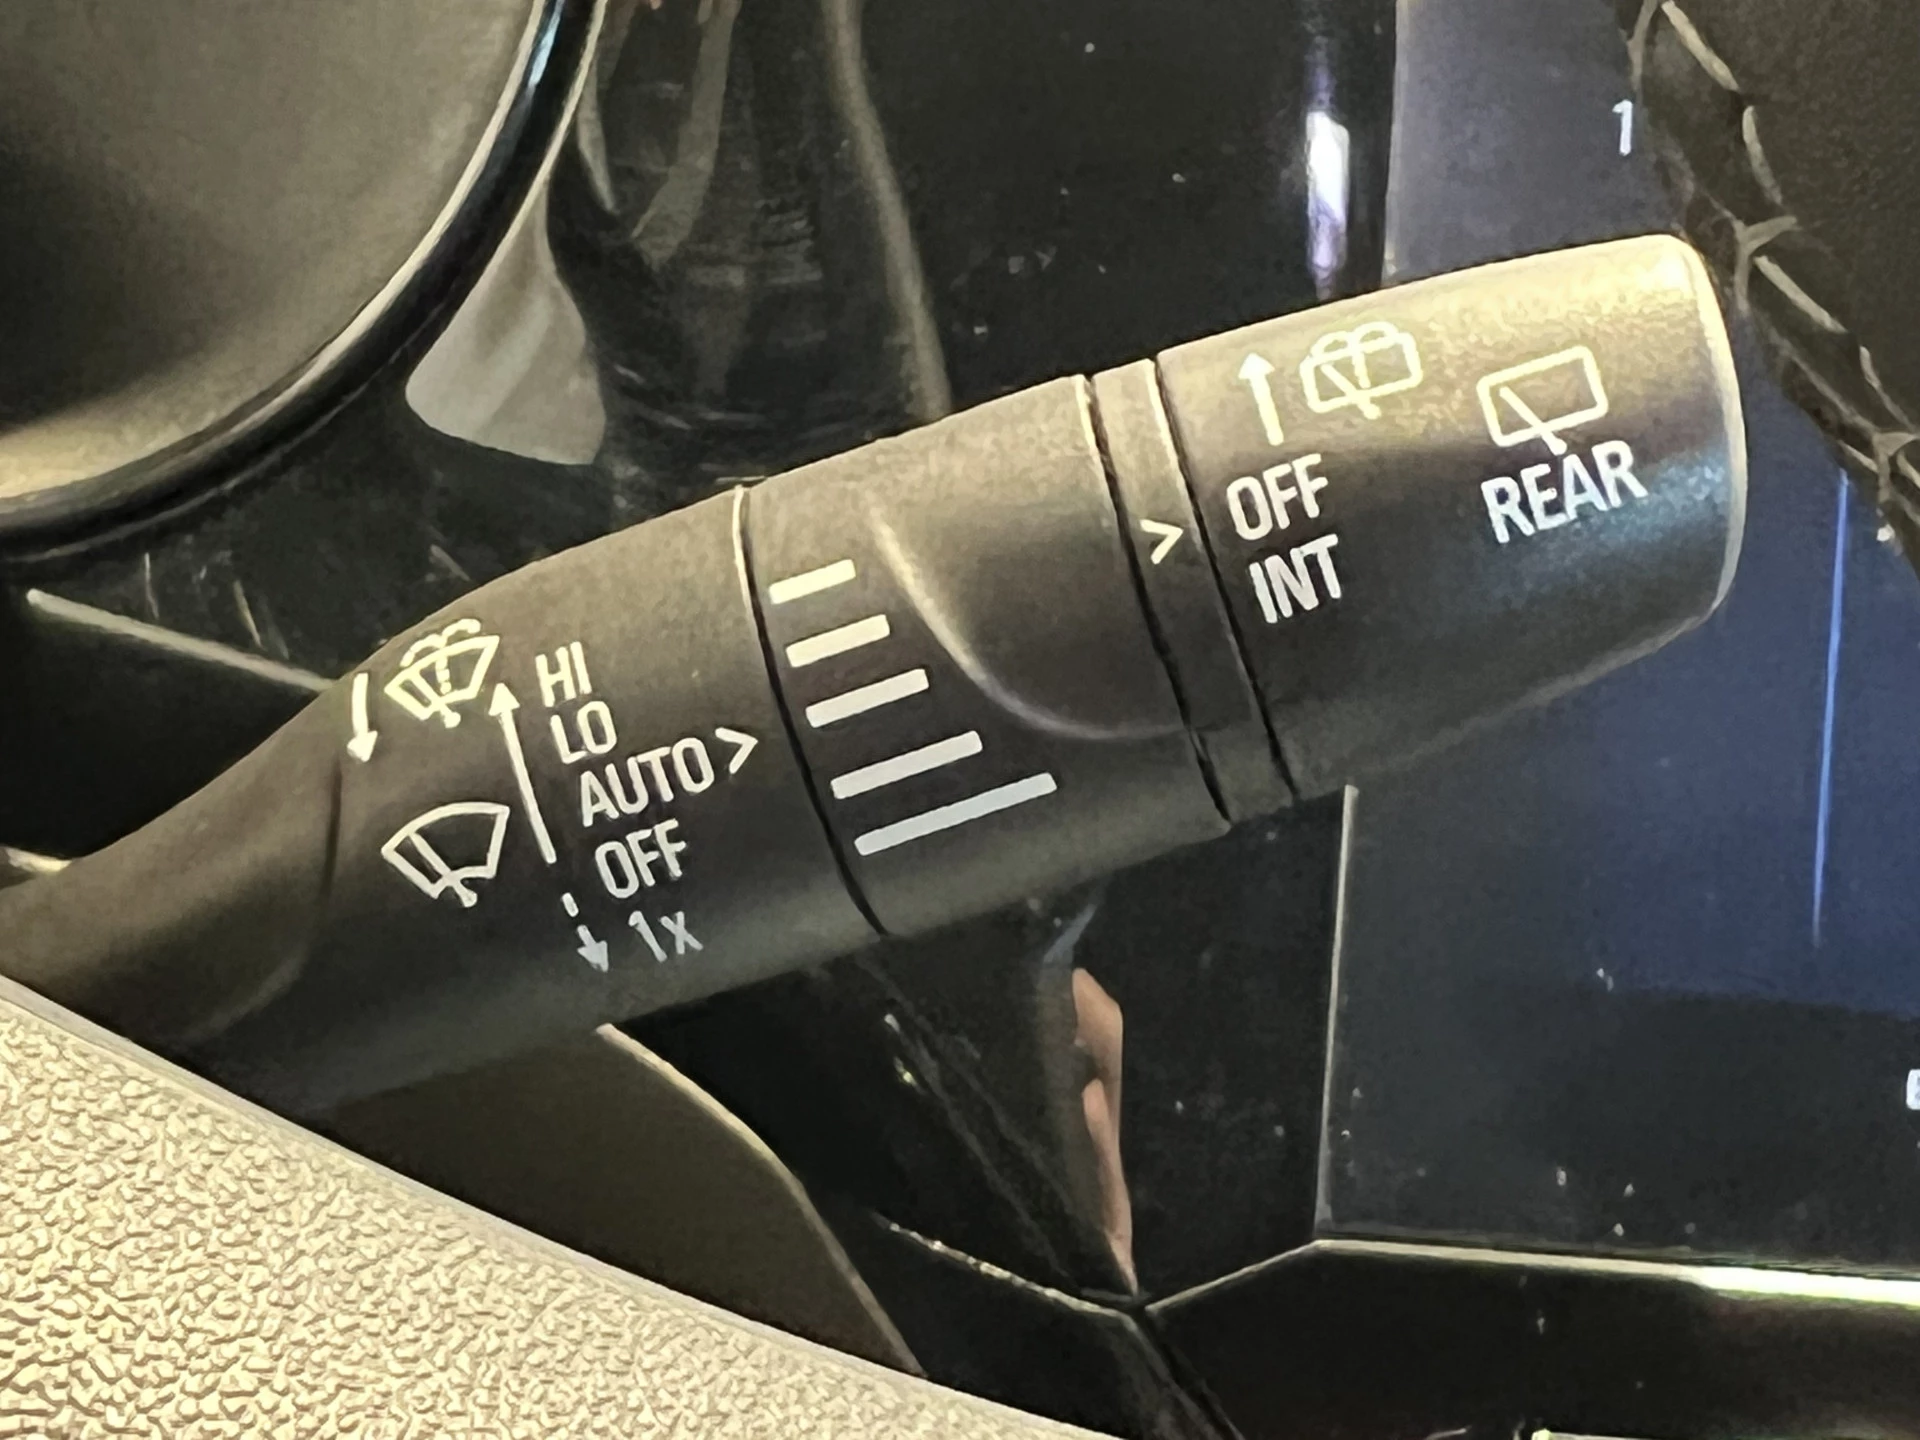 1
OFF
INT
REAR
>
HI
LO
AUTO >
OFF
1x